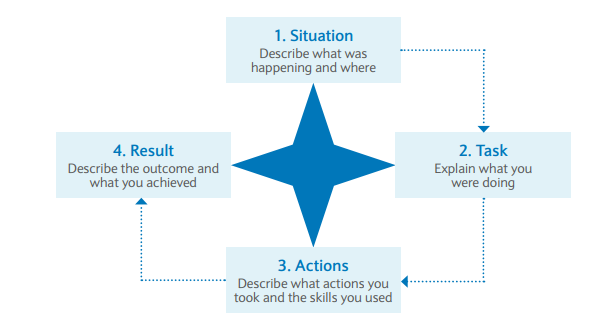 1. Situation
Describe what was
happening and where
2. Task
Explain what you
were doing
3. Actions
Describe what actions you
took and the skills you used
4. Result
Describe the outcome and
what you achieved